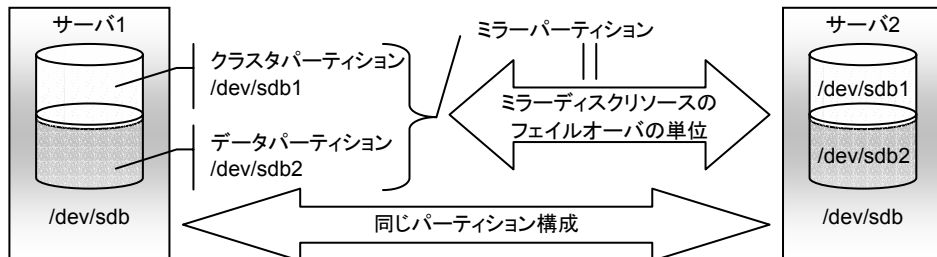 サーバ1
クラスタパーティション
/dev/sdb1
データパーティション
/dev/sdb2
/dev/sdb
ミラーパーティション
ミラーディスクリソースの
フェイルオーバの単位
同じパーティション構成
サーバ2
/dev/sdb1
/dev/sdb2
/dev/sdb